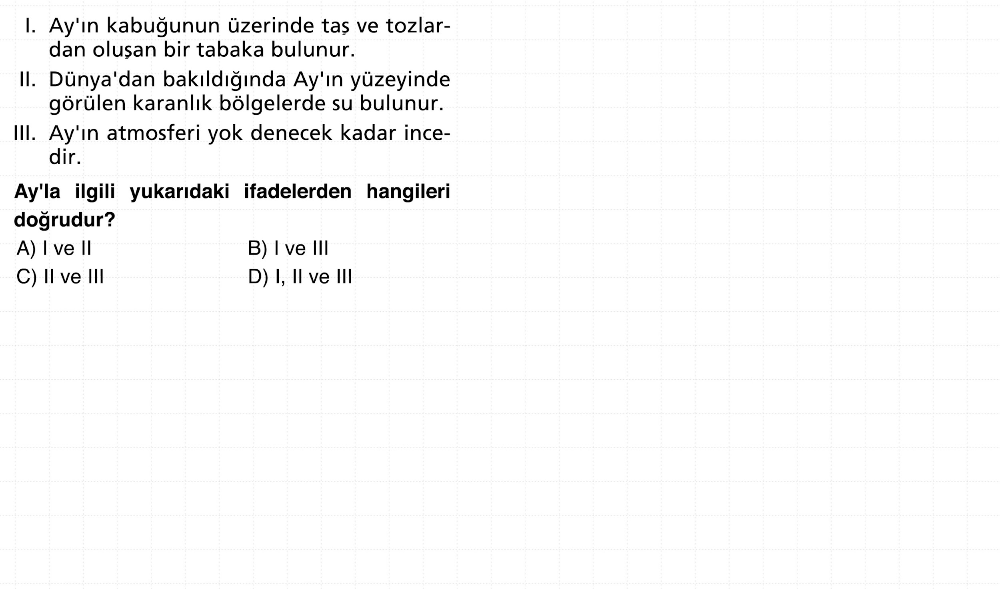 I. Ay'ın kabuğunun üzerinde taş ve tozlar-
dan oluşan bir tabaka bulunur.
II. Dünya'dan bakıldığında Ay'ın yüzeyinde
görülen karanlık bölgelerde su bulunur.
III. Ay'ın atmosferi yok denecek kadar ince-
dir.
Ay'la ilgili yukarıdaki ifadelerden hangileri
doğrudur?
A) I ve II B) I ve III
C) II ve III D) I, II ve III